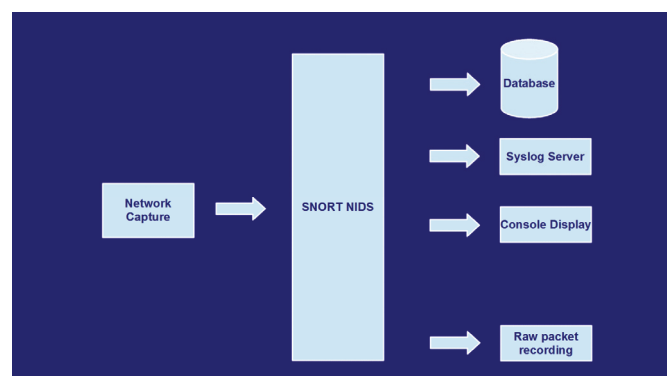 Network
Capture
SNORT NIDS
Database
Syslog Server
Console Display
Raw packet
recording